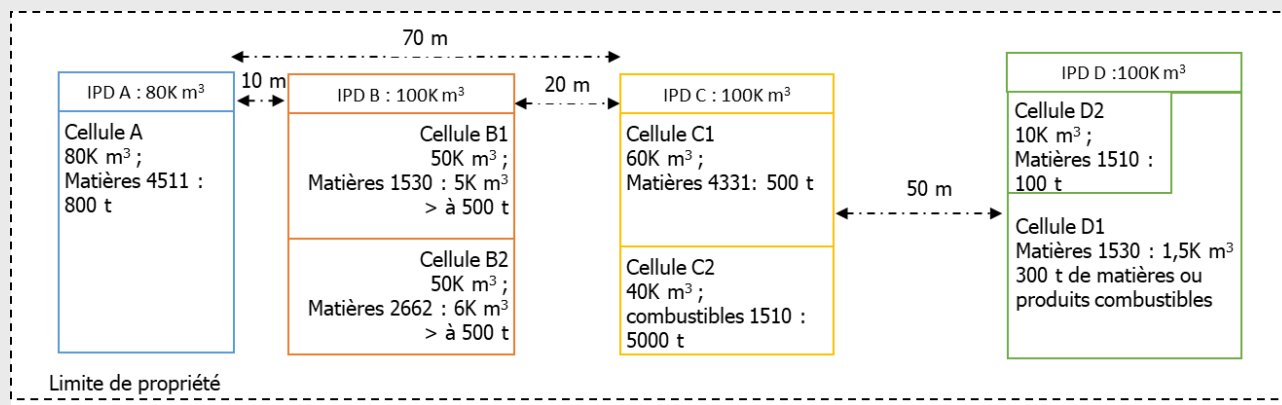 70 m
10 m
20 m
50 m
IPD A : 80K m³
Cellule A
80K m³ ;
Matières 4511 :
800 t
IPD B : 100K m³
Cellule B1
50K m³ ;
Matières 1530 : 5K m³
> à 500 t
Cellule B2
50K m³ ;
Matières 2662 : 6K m³
> à 500 t
IPD C : 100K m³
Cellule C1
60K m³ ;
Matières 4331: 500 t
Cellule C2
40K m³ ;
combustibles 1510 :
5000 t
IPD D :100K m³
Cellule D2
10K m³ ;
Matières 1510 :
100 t
Cellule D1
Matières 1530 : 1,5K m³
300 t de matières ou
produits combustibles
Limite de propriété